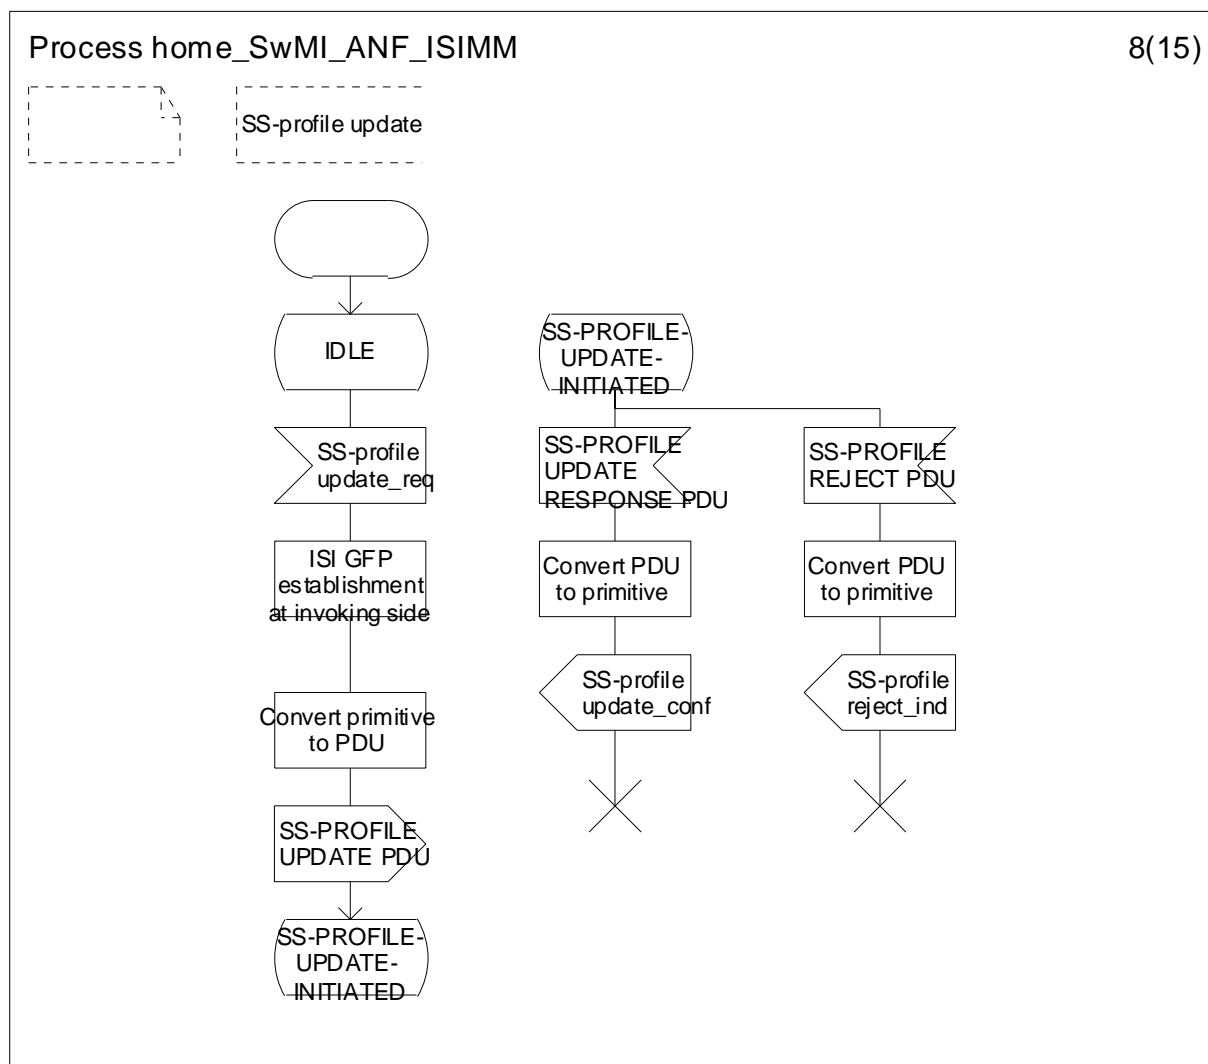 Process home_SwMI_ANF_ISIMM
8(15)
SS-profile update
IDLE
SS-profile
update_req
ISI GFP
establishment
at invoking side
Convert primitive
to PDU
SS-PROFILE
UPDATE PDU
SS-PROFILE-
UPDATE-
INITIATED
SS-PROFILE-
UPDATE-
INITIATED
SS-PROFILE
UPDATE
RESPONSE PDU
Convert PDU
to primitive
SS-profile
update_conf
SS-PROFILE
REJECT PDU
Convert PDU
to primitive
SS-profile
reject_ind